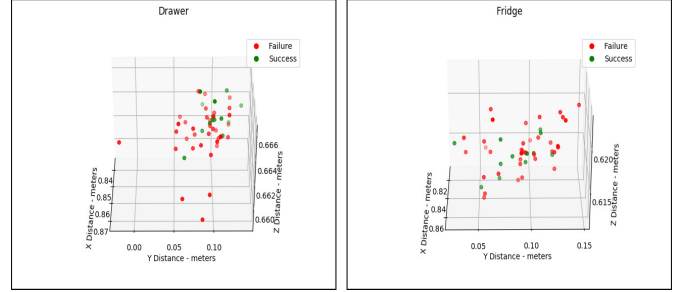 Drawer
Failure
Success
0.666
0.664
0.662
0.660
Z Distance - meters
0.84
0.85
0.86
0.87
X Distance - meters
0.00 0.05 0.10
Y Distance - meters
Fridge
Failure
Success
0.620
0.615
Z Distance - meters
0.82
0.84
0.86
X Distance - meters
0.05 0.10 0.15
Y Distance - meters